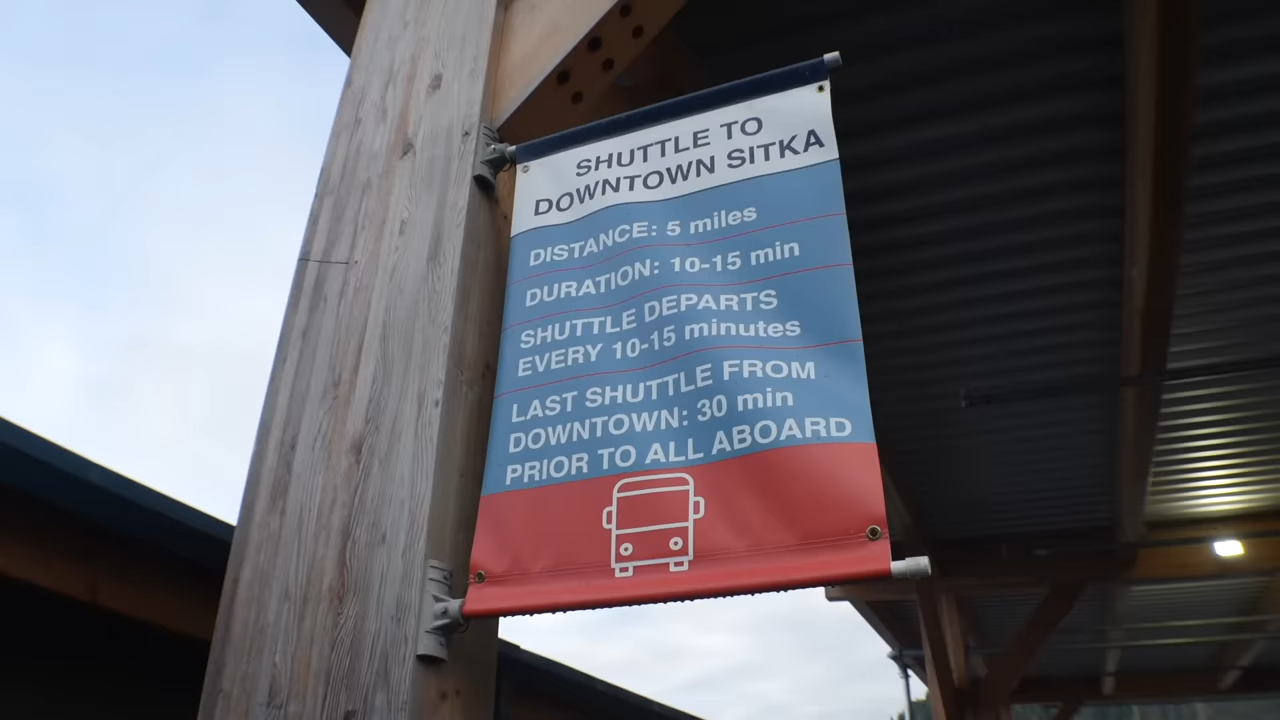 SHUTTLE TO
DOWNTOWN SITKA
DISTANCE: 5 miles
DURATION: 10-15 min
SHUTTLE DEPARTS
EVERY 10-15 minutes
LAST SHUTTLE FROM
DOWNTOWN: 30 min
PRIOR TO ALL ABOARD